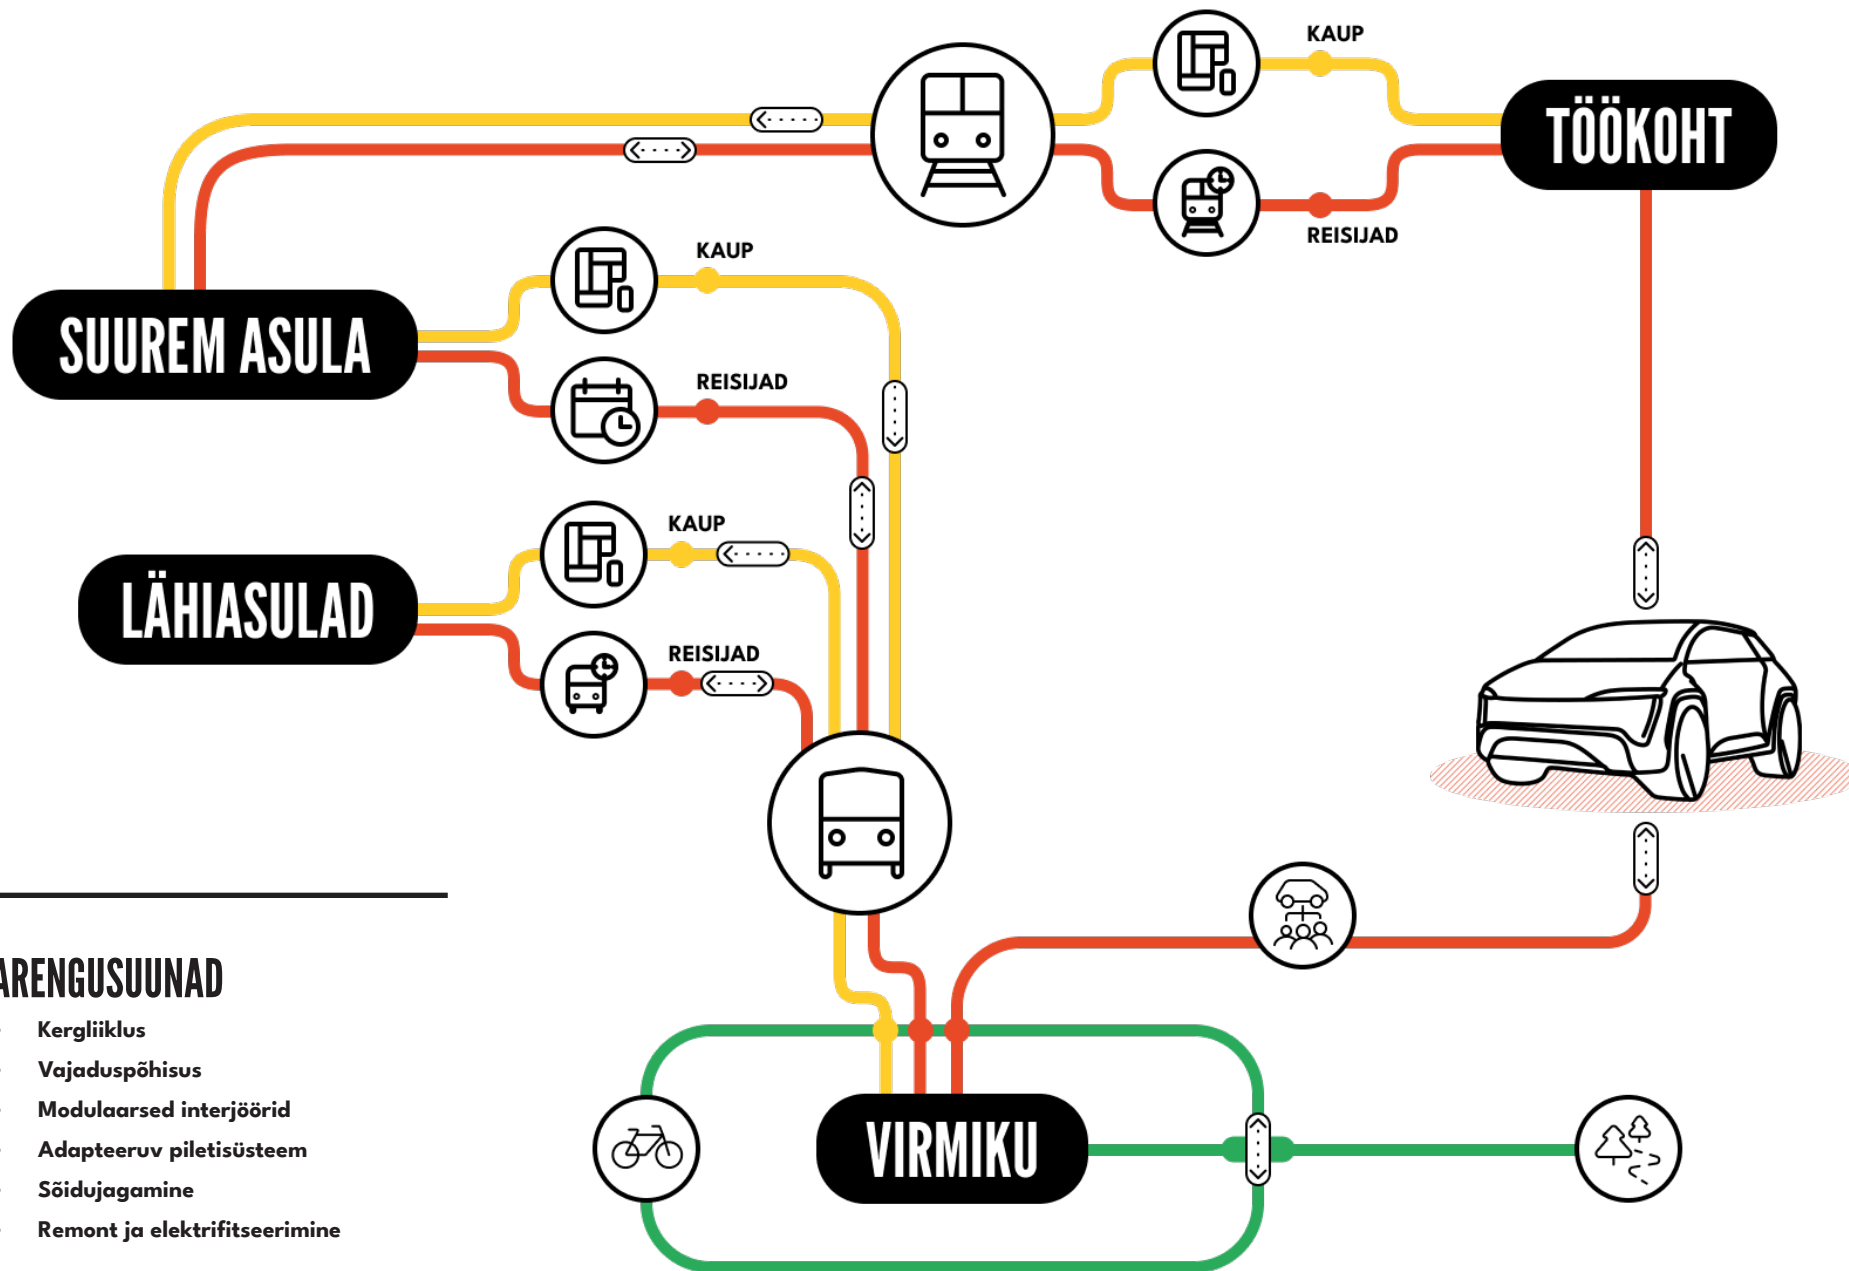 KAUP
TÖÖKOHT
REISIJAD
KAUP
SUUREM ASULA
REISIJAD
KAUP
LÄHIASULAD
REISIJAD
ARENGUSUUNAD
Kergliiklus
Vajaduspõhisus
Modulaarsed interjöörid
Adapteeruv piletisüsteem
Sõidujagamine
Remont ja elektrifitseerimine
VIRMIKU